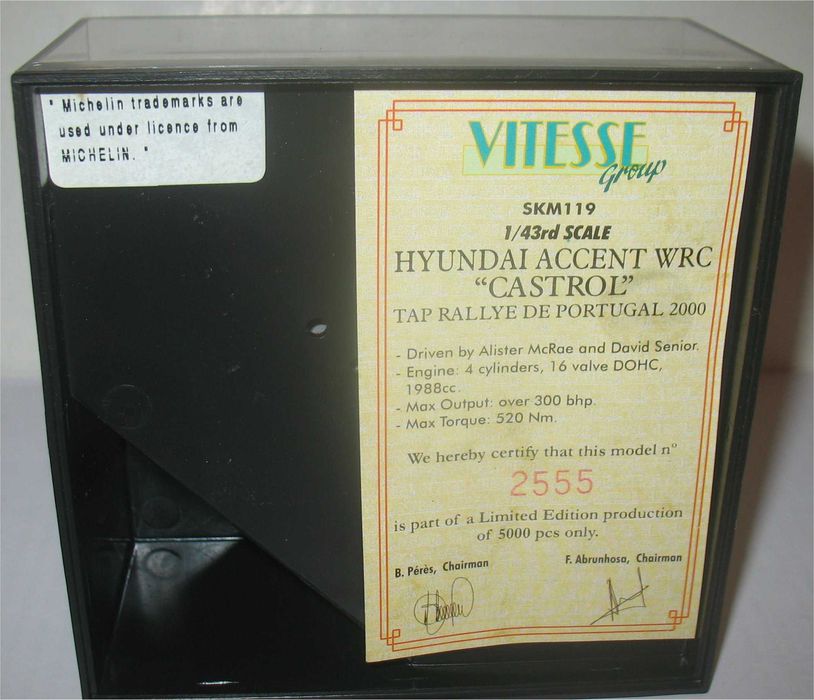 " Michelin trademarks are
used under licence from
MICHELIN. "
VITESSE
Group
SKM119
1/43rd SCALE
HYUNDAI ACCENT WRC
“CASTROL”
TAP RALLYE DE PORTUGAL 2000
- Driven by Alister McRae and David Senior.
- Engine: 4 cylinders, 16 valve DOHC,
1988cc.
- Max Output: over 300 bhp.
- Max Torque: 520 Nm.
We hereby certify that this model nº
2555
is part of a Limited Edition production
of 5000 pcs only.
B. Pérès, Chairman
F. Abrunhosa, Chairman